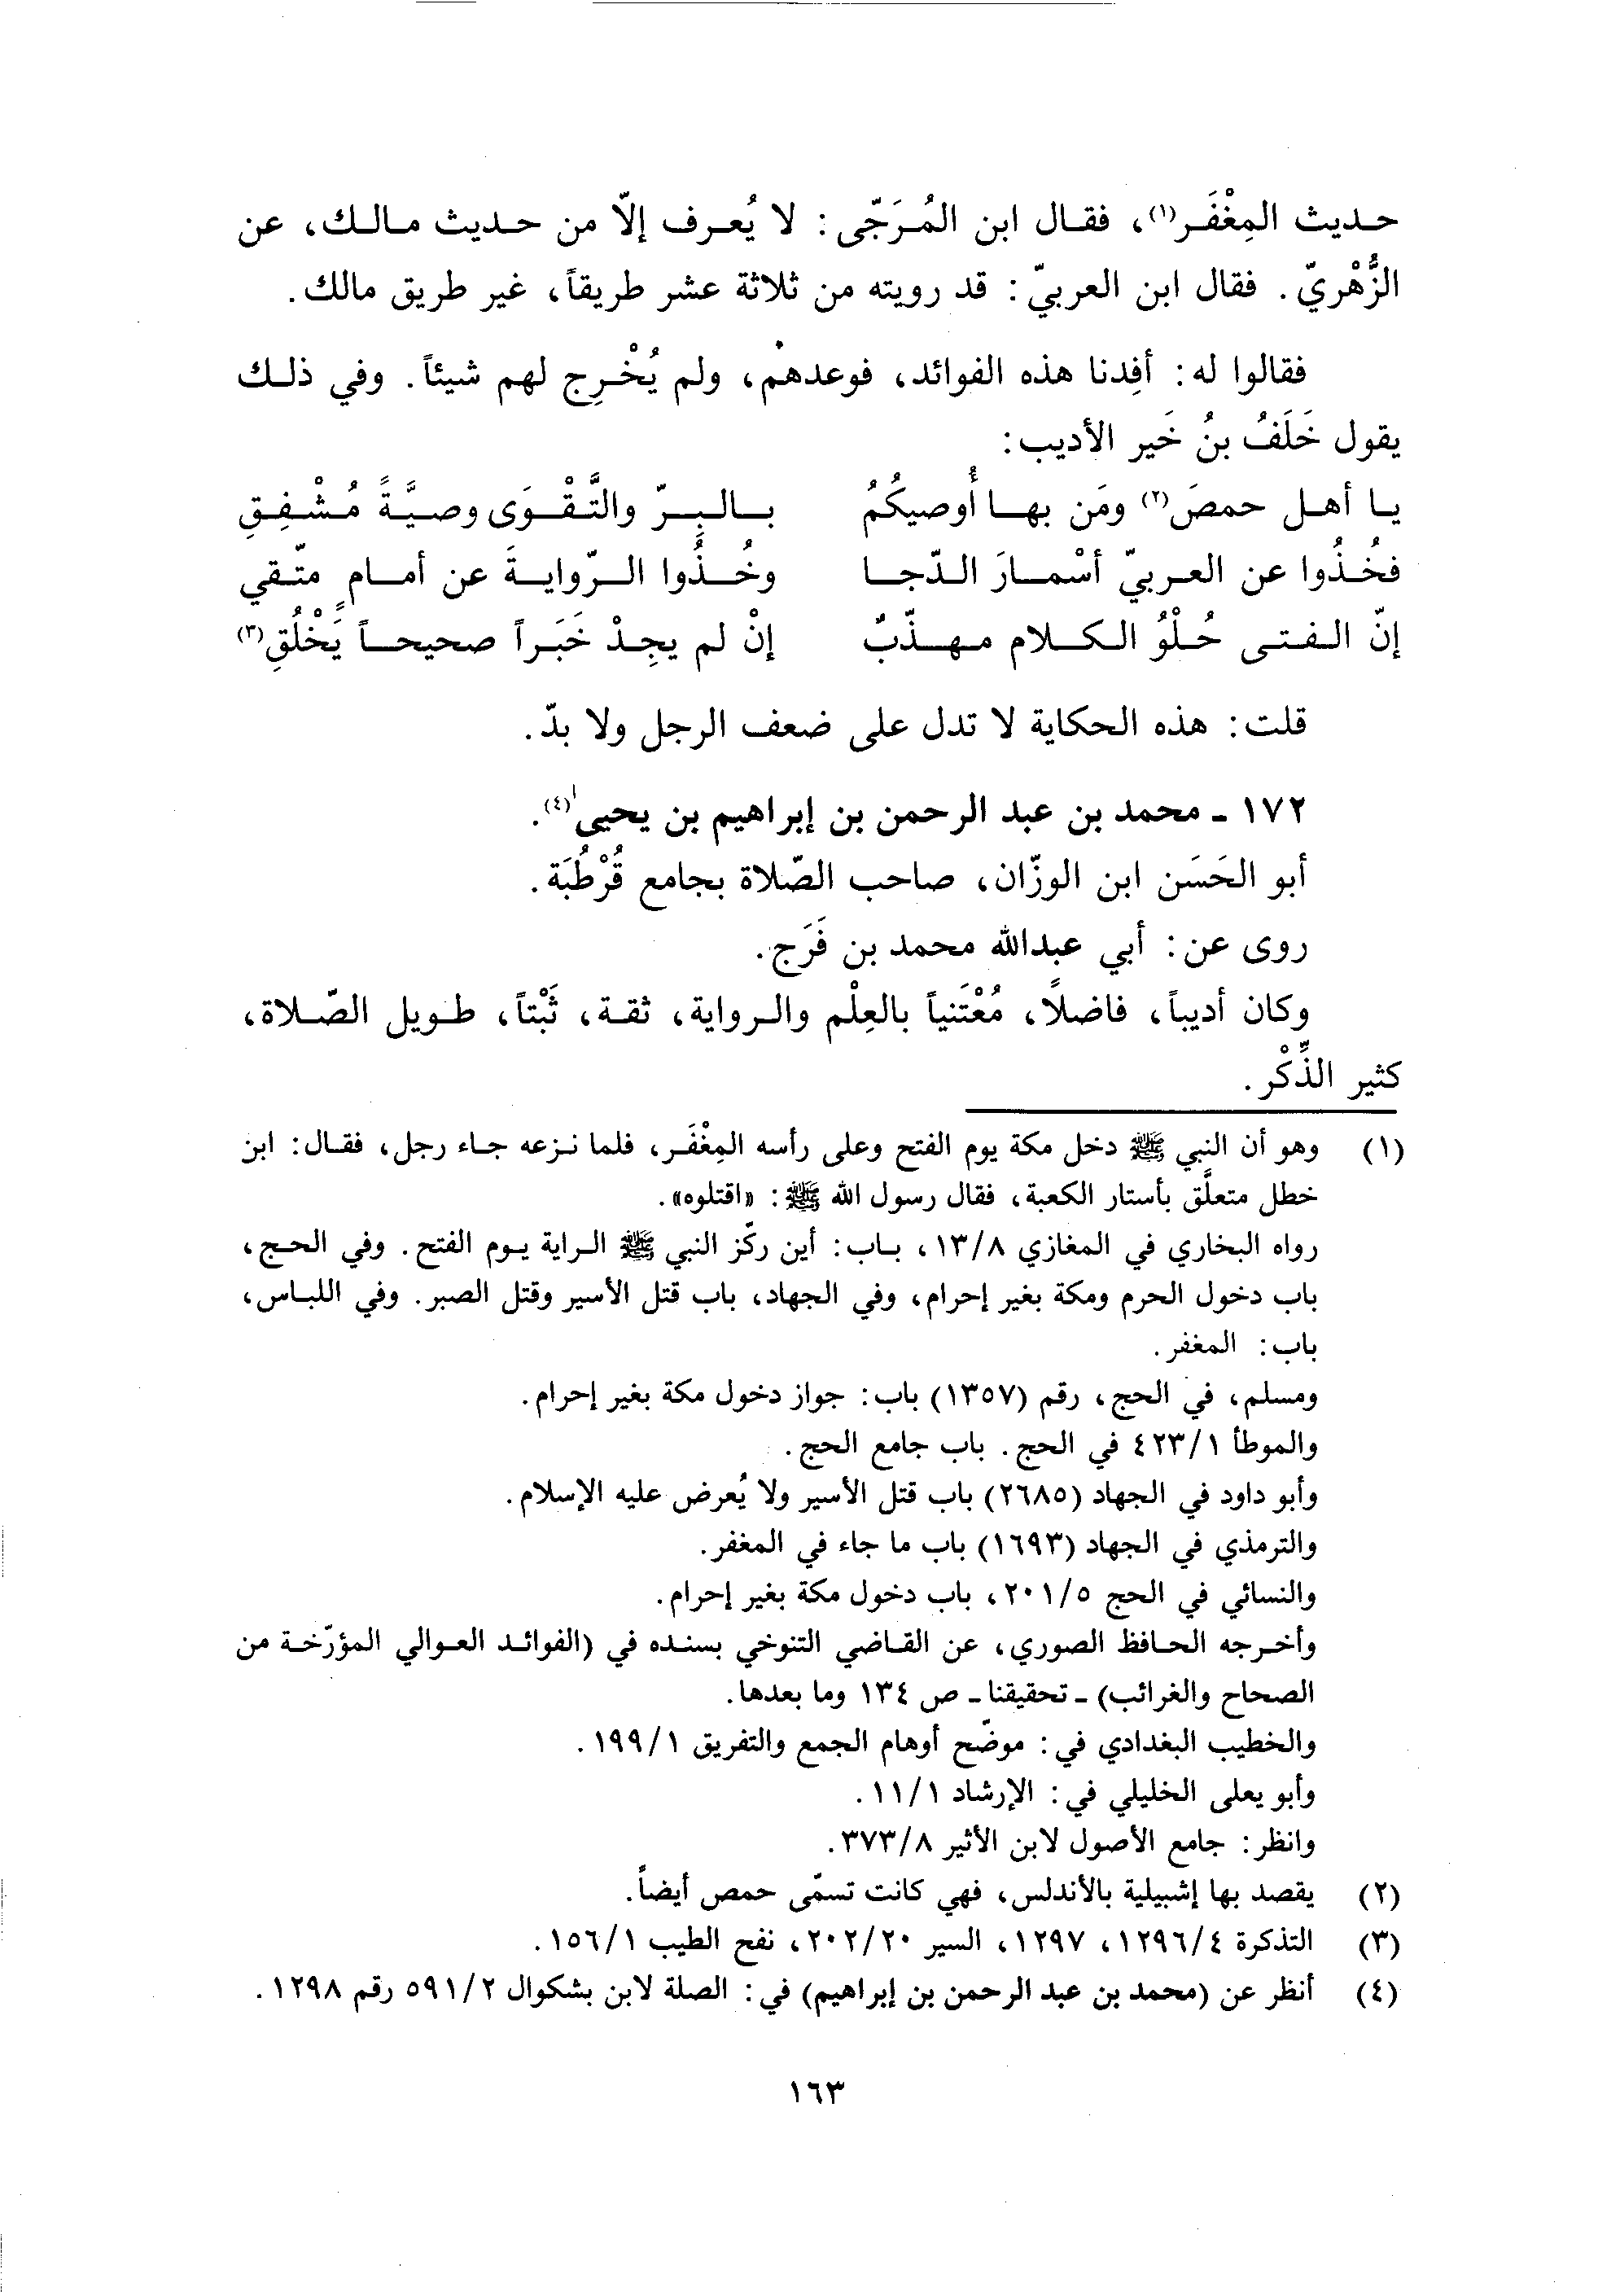 حديث المِغْفَر(١)، فقال ابن المُرَجّى: لا يُعرف إلّا من حديث مالك، عن
الزُّهْريّ. فقال ابن العربيّ: قد رويته من ثلاثة عشر طريقاً، غير طريق مالك.
فقالوا له: أفِدنا هذه الفوائد، فوعدهم، ولم يُخْرِج لهم شيئاً. وفي ذلك
يقول خَلَفُ بنُ خَير الأديب:
يا أهل حمصَ(٢) ومَن بها أُوصيكُمُ بالبِرّ والتَّقْوَى وصيَّةً مُشْفِقِ
فخُذُوا عن العربيّ أسْمارَ الدّجا وخُذُوا الرّوايةَ عن أمامٍ متّقي
إنّ الفتى حُلْوُ الكلام مهذّبٌ إنْ لم يجِدْ خَبَراً صحيحاً يَخْلُقِ(٣)
قلت: هذه الحكاية لا تدل على ضعف الرجل ولا بدّ.
١٧٢ - محمد بن عبد الرحمن بن إبراهيم بن يحيى(٤).
أبو الحَسَن ابن الوزّان، صاحب الصّلاة بجامع قُرْطُبَة.
روى عن: أبي عبدالله محمد بن فَرَج.
وكان أديباً، فاضلاً، مُعْتَنياً بالعِلْم والرواية، ثقة، ثَبْتاً، طويل الصّلاة،
كثير الذِّكْر.
(١) وهو أن النبي ﷺ دخل مكة يوم الفتح وعلى رأسه المِغْفَر، فلما نزعه جاء رجل، فقال: ابن
خطل متعلّق بأستار الكعبة، فقال رسول الله ﷺ: «اقتلوه».
رواه البخاري في المغازي ١٣/٨، باب: أين ركّز النبي ﷺ الراية يوم الفتح. وفي الحج،
باب دخول الحرم ومكة بغير إحرام، وفي الجهاد، باب قتل الأسير وقتل الصبر. وفي اللباس،
باب: المغفر.
ومسلم، في الحج، رقم (١٣٥٧) باب: جواز دخول مكة بغير إحرام.
والموطأ ٤٢٣/١ في الحج. باب جامع الحج.
وأبو داود في الجهاد (٢٦٨٥) باب قتل الأسير ولا يُعرض عليه الإسلام.
والترمذي في الجهاد (١٦٩٣) باب ما جاء في المغفر.
والنسائي في الحج ٢٠١/٥، باب دخول مكة بغير إحرام.
وأخرجه الحافظ الصوري، عن القاضي التنوخي بسنده في (الفوائد العوالي المؤرّخة من
الصحاح والغرائب) - تحقيقنا - ص ١٣٤ وما بعدها.
والخطيب البغدادي في: موضّح أوهام الجمع والتفريق ١٩٩/١.
وأبو يعلى الخليلي في: الإرشاد ١١/١.
وانظر: جامع الأصول لابن الأثير ٣٧٣/٨.
(٢) يقصد بها إشبيلية بالأندلس، فهي كانت تسمّى حمص أيضاً.
(٣) التذكرة ١٢٩٦/٤، ١٢٩٧، السير ٢٠٢/٢٠، نفح الطيب ١٥٦/١.
(٤) أنظر عن (محمد بن عبد الرحمن بن إبراهيم) في: الصلة لابن بشكوال ٥٩١/٢ رقم ١٢٩٨.
١٦٣